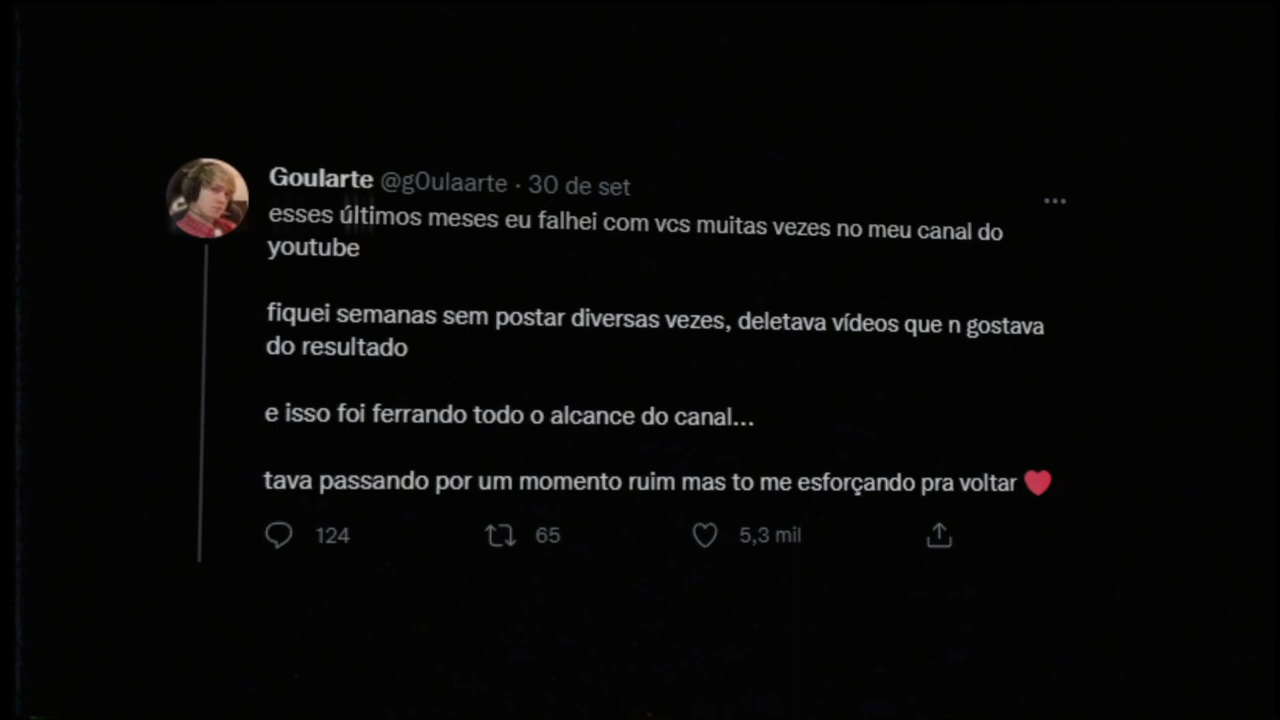 Goularte @g0ulaarte · 30 de set
esses últimos meses eu falhei com vcs muitas vezes no meu canal do
youtube
fiquei semanas sem postar diversas vezes, deletava vídeos que n gostava
do resultado
e isso foi ferrando todo o alcance do canal...
tava passando por um momento ruim mas to me esforçando pra voltar ❤️
124 65 5,3 mil